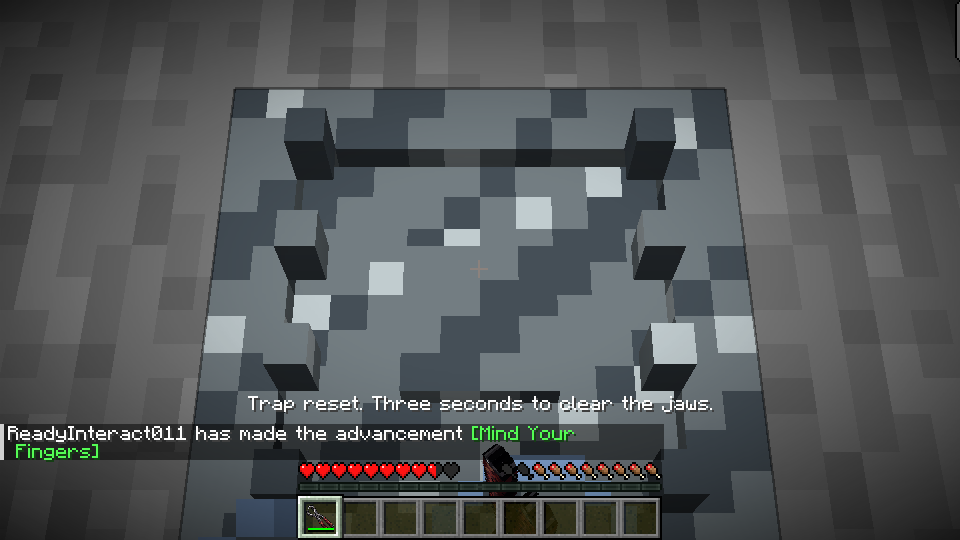 Trap reset. Three seconds to clear the jaws.
ReadyInteract011 has made the advancement [Mind Your
Fingers]